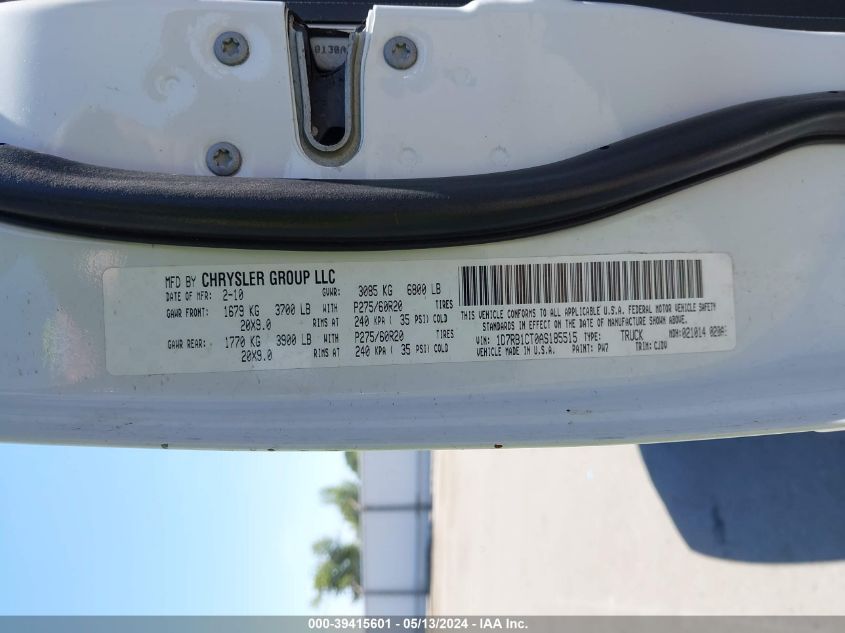 0130A
MFD BY CHRYSLER GROUP LLC
DATE OF MFR: 2-10 GVWR: 3085 KG 6800 LB
GAWR FRONT: 1679 KG 3700 LB WITH P275/60R20 TIRES
20X9.0 RIMS AT 240 KPA ( 35 PSI) COLD
GAWR REAR: 1770 KG 3900 LB WITH P275/60R20 TIRES
20X9.0 RIMS AT 240 KPA ( 35 PSI) COLD
THIS VEHICLE CONFORMS TO ALL APPLICABLE U.S.A. FEDERAL MOTOR VEHICLE SAFETY
STANDARDS IN EFFECT ON THE DATE OF MANUFACTURE SHOWN ABOVE.
VIN: 1D7RB1CT0AS185515 TYPE: TRUCK
PAINT: PW7 TRIM: CJDV MDH: 021014
000-39415601 - 05/13/2024 - IAA Inc.